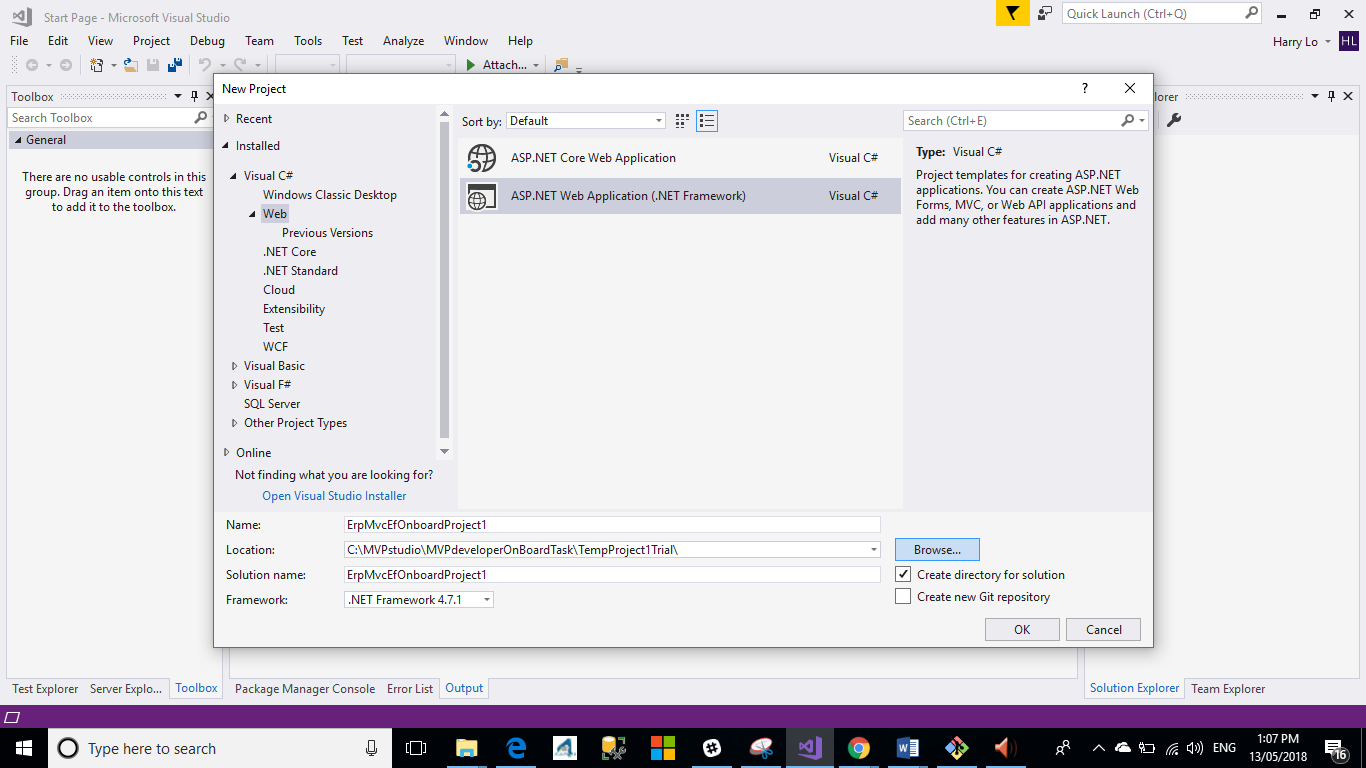 Start Page - Microsoft Visual Studio
Quick Launch (Ctrl+Q)
File Edit View Project Debug Team Tools Test Analyze Window Help
Harry Lo HL
Attach...
Toolbox
Search Toolbox
General
There are no usable controls in this
group. Drag an item onto this text
to add it to the toolbox.
New Project
?
Recent
Installed
Visual C#
Windows Classic Desktop
Web
Previous Versions
.NET Core
.NET Standard
Cloud
Extensibility
Test
WCF
Visual Basic
Visual F#
SQL Server
Other Project Types
Online
Not finding what you are looking for?
Open Visual Studio Installer
Sort by: Default
ASP.NET Core Web Application Visual C#
ASP.NET Web Application (.NET Framework) Visual C#
Search (Ctrl+E)
Type: Visual C#
Project templates for creating ASP.NET
applications. You can create ASP.NET Web
Forms, MVC, or Web API applications and
add many other features in ASP.NET.
Name: ErpMvcEfOnboardProject1
Location: C:\MVPstudio\MVPdeveloperOnBoardTask\TempProject1Trial\
Browse...
Solution name: ErpMvcEfOnboardProject1
Create directory for solution
Framework: .NET Framework 4.7.1
Create new Git repository
OK Cancel
lorer
Test Explorer Server Explo... Toolbox
Package Manager Console Error List Output
Solution Explorer Team Explorer
Type here to search
ENG
1:07 PM
13/05/2018
16